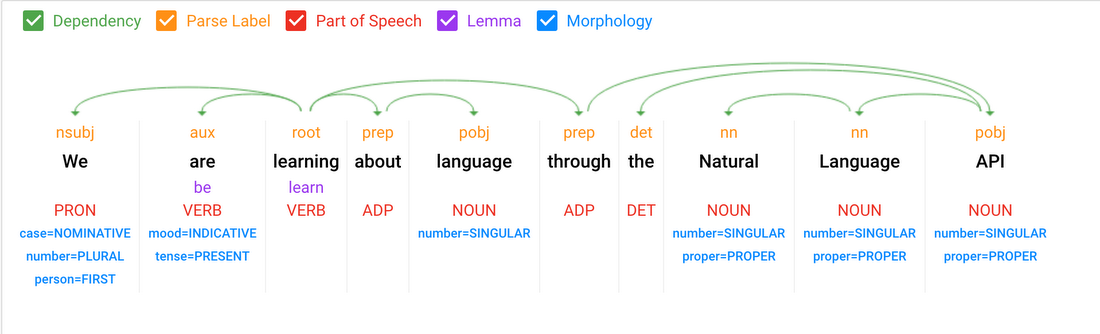 Dependency Parse Label Part of Speech Lemma Morphology
nsubj aux root prep pobj prep det nn nn pobj
We are learning about language through the Natural Language API
be learn
PRON VERB VERB ADP NOUN ADP DET NOUN NOUN NOUN
case=NOMINATIVE mood=INDICATIVE number=SINGULAR number=SINGULAR number=SINGULAR number=SINGULAR
number=PLURAL tense=PRESENT proper=PROPER proper=PROPER proper=PROPER
person=FIRST